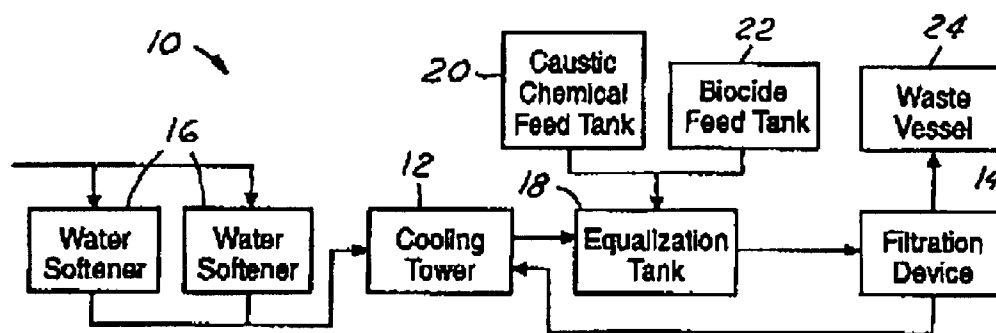 10
16
Water
Softener
Water
Softener
12
Cooling
Tower
20
Caustic
Chemical
Feed Tank
22
Biocide
Feed Tank
18
Equalization
Tank
24
Waste
Vessel
14
Filtration
Device